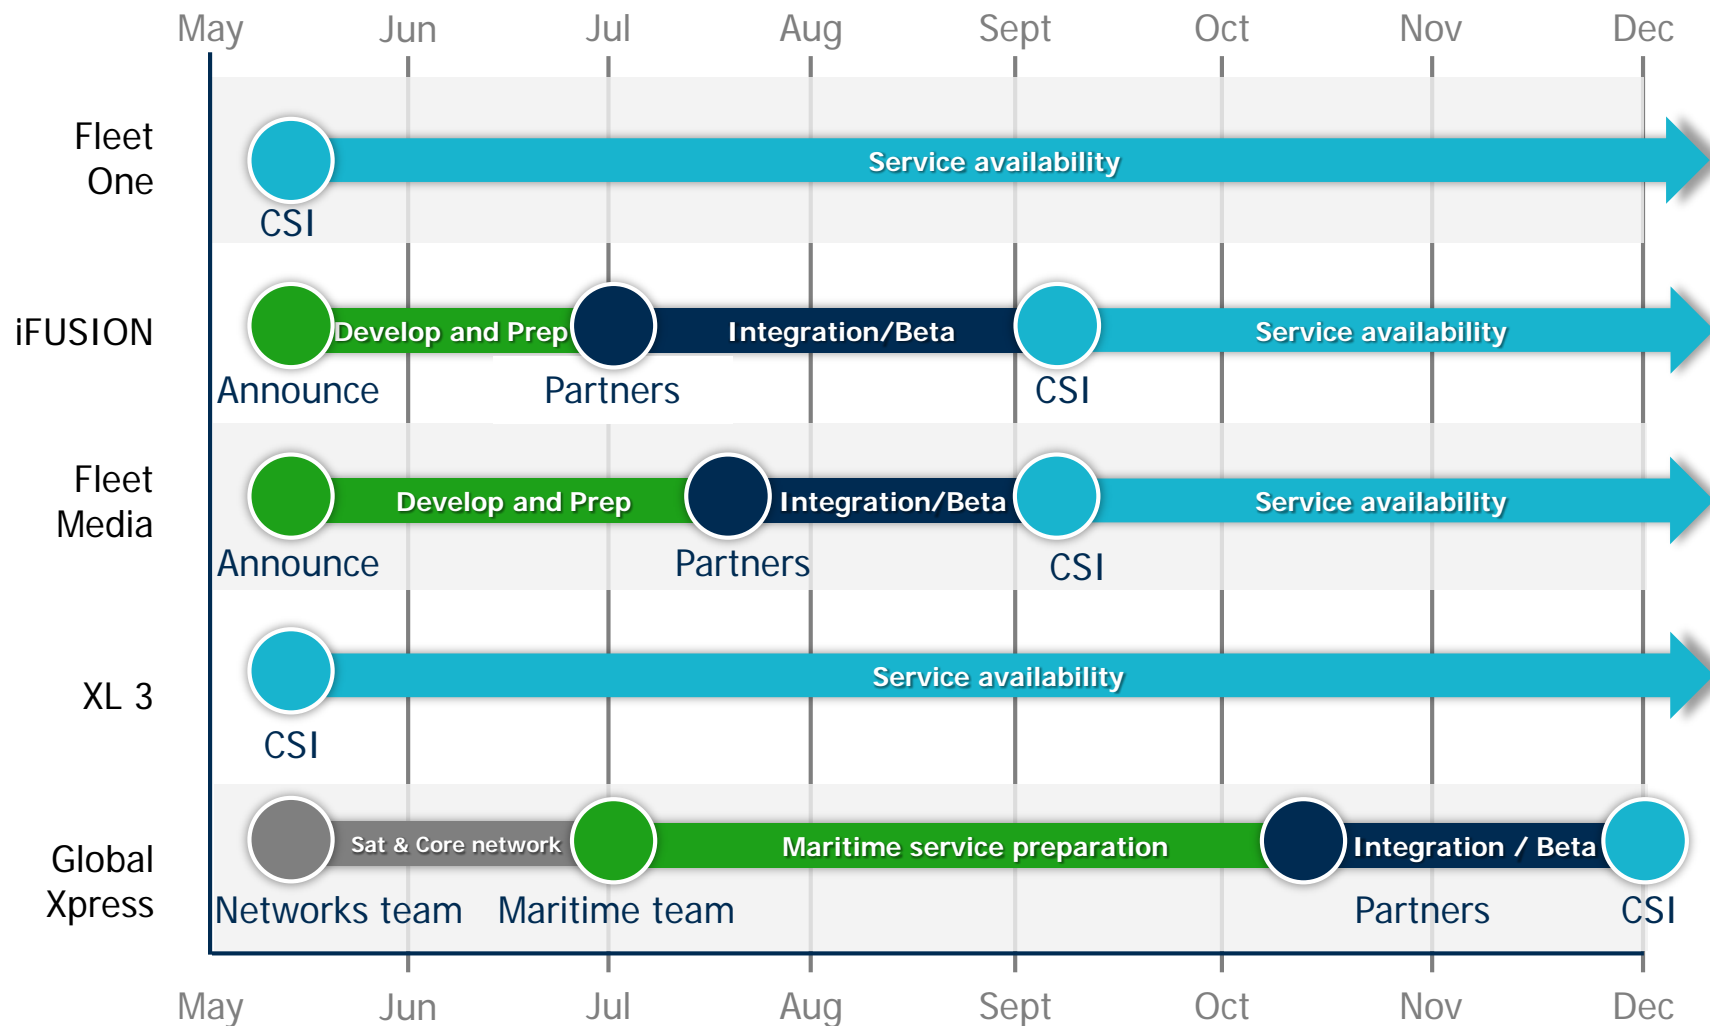 May Jun Jul Aug Sept Oct Nov Dec
Fleet
One
Service availability
CSI
iFUSION
Develop and Prep Integration/Beta Service availability
Announce Partners CSI
Fleet
Media
Develop and Prep Integration/Beta Service availability
Announce Partners CSI
XL 3
Service availability
CSI
Global
Xpress
Sat & Core network Maritime service preparation Integration / Beta
Networks team Maritime team Partners CSI
May Jun Jul Aug Sept Oct Nov Dec